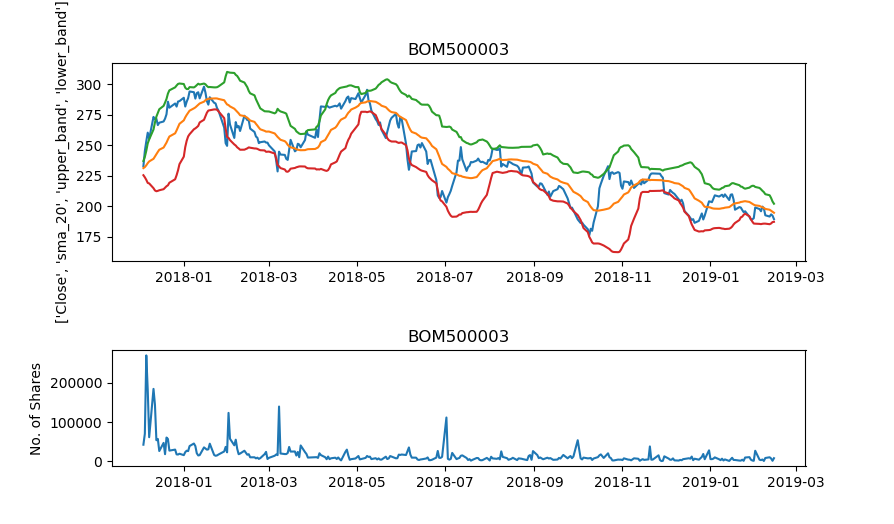 BOM500003
['Close', 'sma_20', 'upper_band', 'lower_band']
300
275
250
225
200
175
2018-01 2018-03 2018-05 2018-07 2018-09 2018-11 2019-01 2019-03
BOM500003
No. of Shares
200000
100000
0
2018-01 2018-03 2018-05 2018-07 2018-09 2018-11 2019-01 2019-03